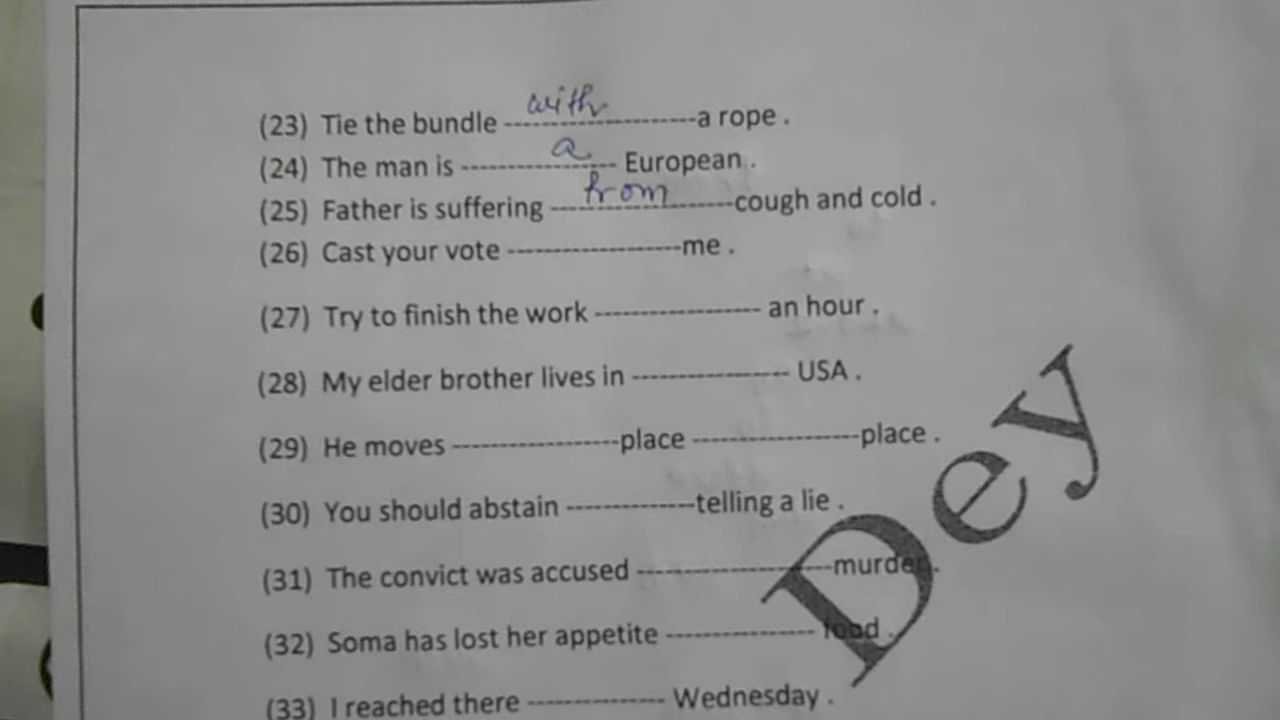 (23) Tie the bundle ---------with----------a rope .
(24) The man is ----------a------- European .
(25) Father is suffering -------from---------cough and cold .
(26) Cast your vote -------------------me .
(27) Try to finish the work ------------------ an hour .
(28) My elder brother lives in ----------------- USA .
(29) He moves ------------------place ------------------place .
(30) You should abstain --------------telling a lie .
(31) The convict was accused ---------------------murder .
(32) Soma has lost her appetite ---------------- food .
(33) I reached there --------------- Wednesday .
Dey